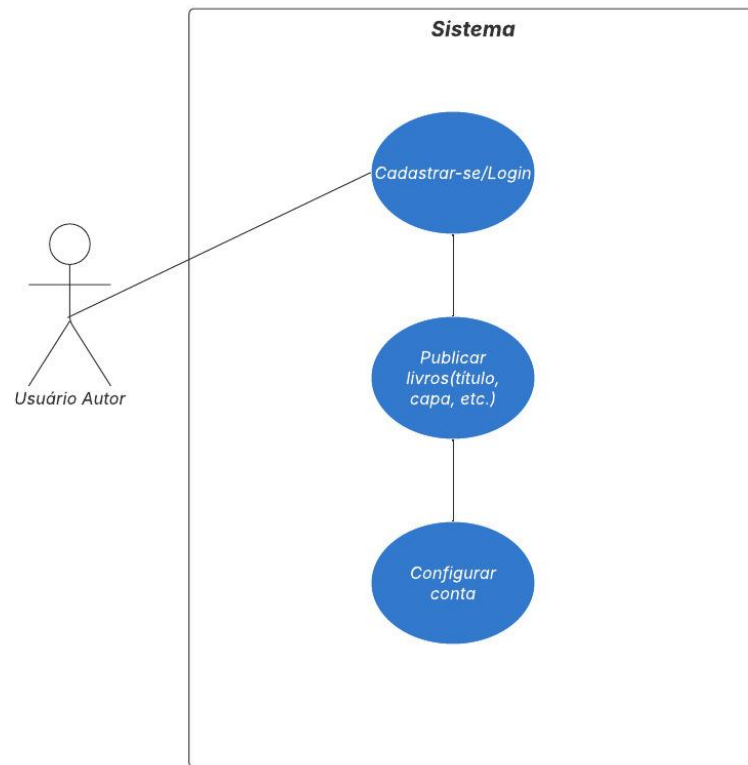 Sistema
Cadastrar-se/Login
Publicar
livros(título,
capa, etc.)
Usuário Autor
Configurar
conta